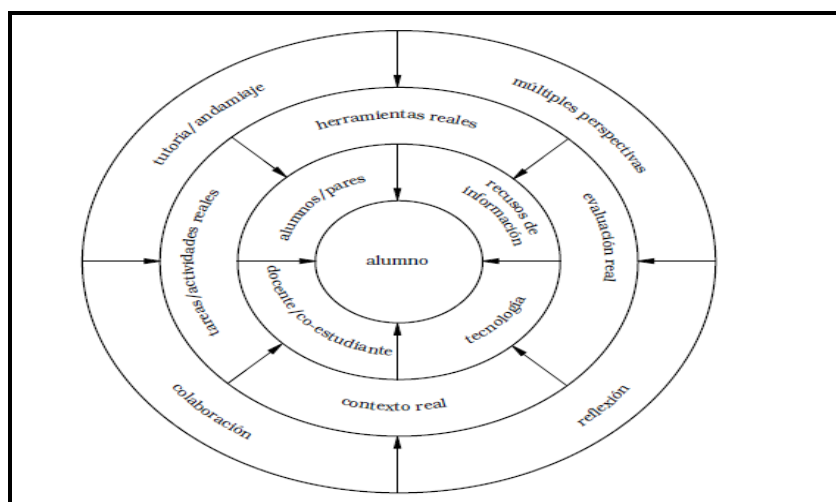 tutoría/andamiaje
múltiples perspectivas
herramientas reales
alumnos/pares
recusos de
información
tareas/actividades reales
evaluación real
alumno
docente/co-estudiante
tecnología
contexto real
colaboración
reflexión